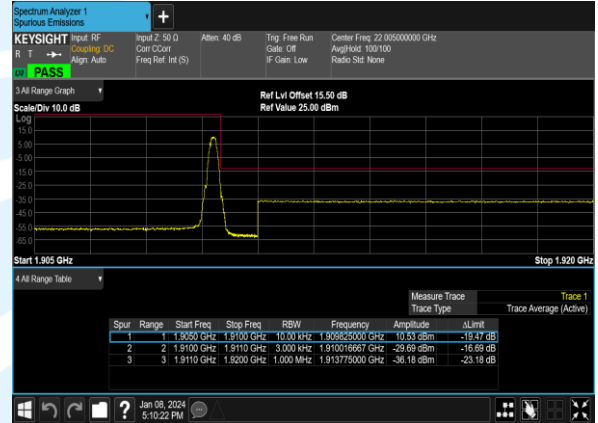 Spectrum Analyzer 1
Spurious Emissions
KEYSIGHT Input: RF Input Z: 50 Ω Atten: 40 dB Trig: Free Run Center Freq: 22.005000000 GHz
R T Coupling: DC Corr CCorr Gate: Off Avg|Hold: 100/100
Align: Auto Freq Ref: Int (S) IF Gain: Low Radio Std: None
PASS
3 All Range Graph Ref Lvl Offset 15.50 dB
Scale/Div 10.0 dB Ref Value 25.00 dBm
Log
15.0
5.00
-5.00
-15.0
-25.0
-35.0
-45.0
-55.0
-65.0
Start 1.905 GHz Stop 1.920 GHz
4 All Range Table
Measure Trace Trace 1
Trace Type Trace Average (Active)
Spur Range Start Freq Stop Freq RBW Frequency Amplitude ΔLimit
1 1 1.9050 GHz 1.9100 GHz 10.00 kHz 1.909625000 GHz 10.53 dBm -19.47 dB
2 2 1.9100 GHz 1.9110 GHz 3.000 kHz 1.910016667 GHz -29.69 dBm -16.69 dB
3 3 1.9110 GHz 1.9200 GHz 1.000 MHz 1.913775000 GHz -36.18 dBm -23.18 dB
? Jan 08, 2024
5:10:22 PM